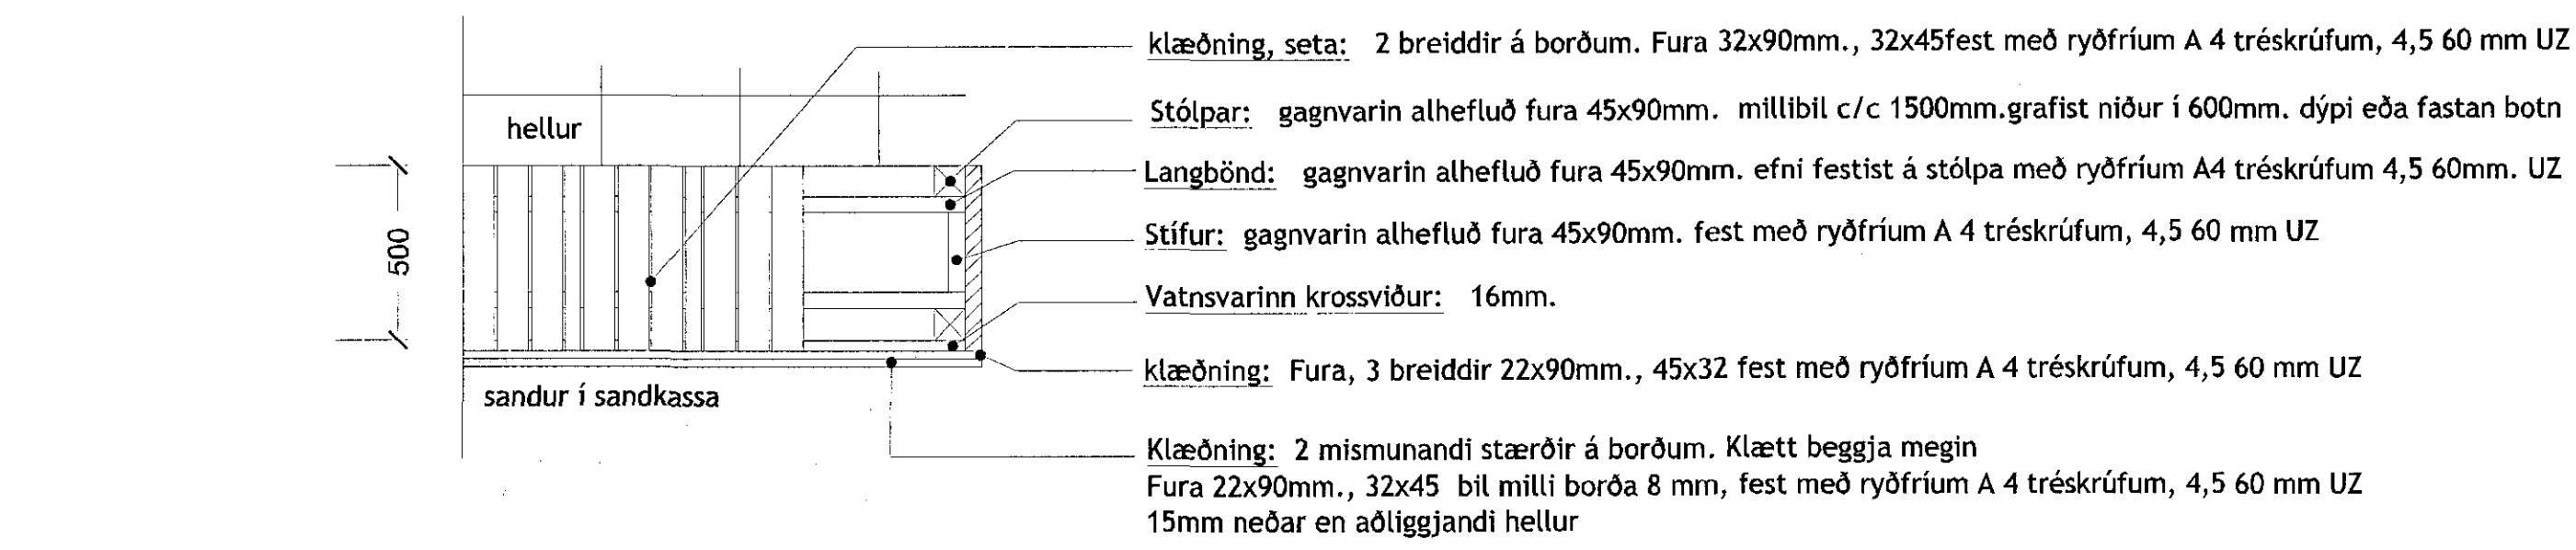 klæðning, seta: 2 breiddir á borðum. Fura 32x90mm., 32x45fest með ryðfríum A 4 tréskrúfum, 4,5 60 mm UZ
hellur
Stólpar: gagnvarin alhefluð fura 45x90mm. millibil c/c 1500mm.grafist niður í 600mm. dýpi eða fastan botn
Langbönd: gagnvarin alhefluð fura 45x90mm. efni festist á stólpa með ryðfríum A4 tréskrúfum 4,5 60mm. UZ
500
Stífur: gagnvarin alhefluð fura 45x90mm. fest með ryðfríum A 4 tréskrúfum, 4,5 60 mm UZ
Vatnsvarinn krossviður: 16mm.
klæðning: Fura, 3 breiddir 22x90mm., 45x32 fest með ryðfríum A 4 tréskrúfum, 4,5 60 mm UZ
sandur í sandkassa
Klæðning: 2 mismunandi stærðir á borðum. Klætt beggja megin
Fura 22x90mm., 32x45 bil milli borða 8 mm, fest með ryðfríum A 4 tréskrúfum, 4,5 60 mm UZ
15mm neðar en aðliggjandi hellur